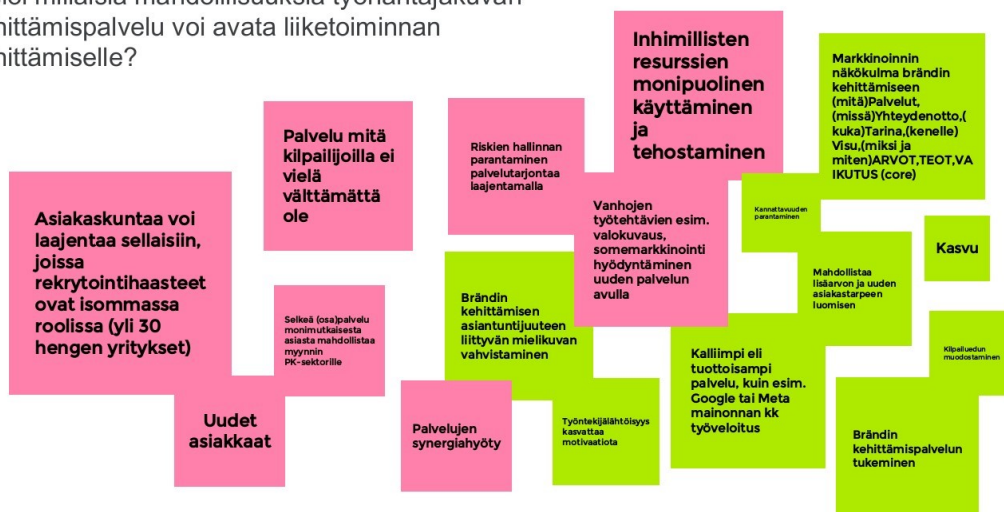 millaisia mahdollisuuksia työnantajakuvan
hittämispalvelu voi avata liiketoiminnan
hittämiselle?
Inhimillisten
resurssien
monipuolinen
käyttäminen
ja
tehostaminen
Markkinoinnin
näkökulma brändin
kehittämiseen
(mitä)Palvelut,
(missä)Yhteydenotto,(
kuka)Tarina,(kenelle)
Visu,(miksi ja
miten)ARVOT,TEOT,VA
IKUTUS (core)
Palvelu mitä
kilpailijoilla ei
vielä
välttämättä
ole
Riskien hallinnan
parantaminen
palvelutarjontaa
laajentamalla
Asiakaskuntaa voi
laajentaa sellaisiin,
joissa
rekrytointihaasteet
ovat isommassa
roolissa (yli 30
hengen yritykset)
Vanhojen
työtehtävien esim.
valokuvaus,
somemarkkinointi
hyödyntäminen
uuden palvelun
avulla
Kannattavuuden
parantaminen
Kasvu
Mahdollistaa
lisäarvon ja uuden
asiakastarpeen
luomisen
Selkeä (osa)palvelu
monimutkaisesta
asiasta mahdollistaa
myynnin
PK-sektorille
Brändin
kehittämisen
asiantuntijuuteen
liittyvän mielikuvan
vahvistaminen
Kalliimpi eli
tuottoisampi
palvelu, kuin esim.
Google tai Meta
mainonnan kk
työveloitus
Kilpailuedun
muodostaminen
Uudet
asiakkaat
Palvelujen
synergiahyöty
Työntekijälähtöisyys
kasvattaa
motivaatiota
Brändin
kehittämispalvelun
tukeminen